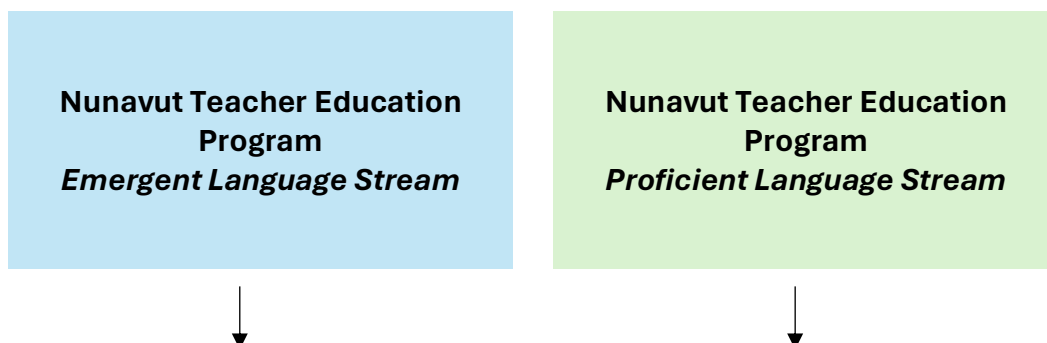 Nunavut Teacher Education
Program
Emergent Language Stream
Nunavut Teacher Education
Program
Proficient Language Stream